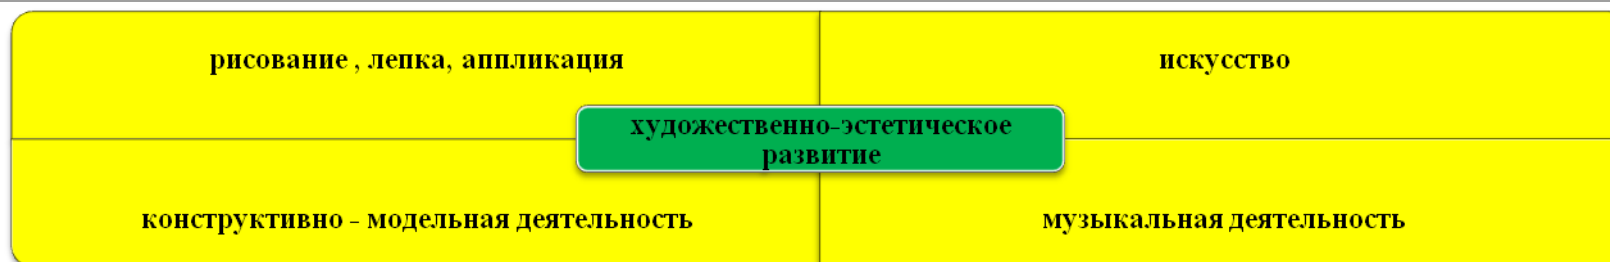 рисование , лепка, аппликация
искусство
художественно-эстетическое
развитие
конструктивно - модельная деятельность
музыкальная деятельность